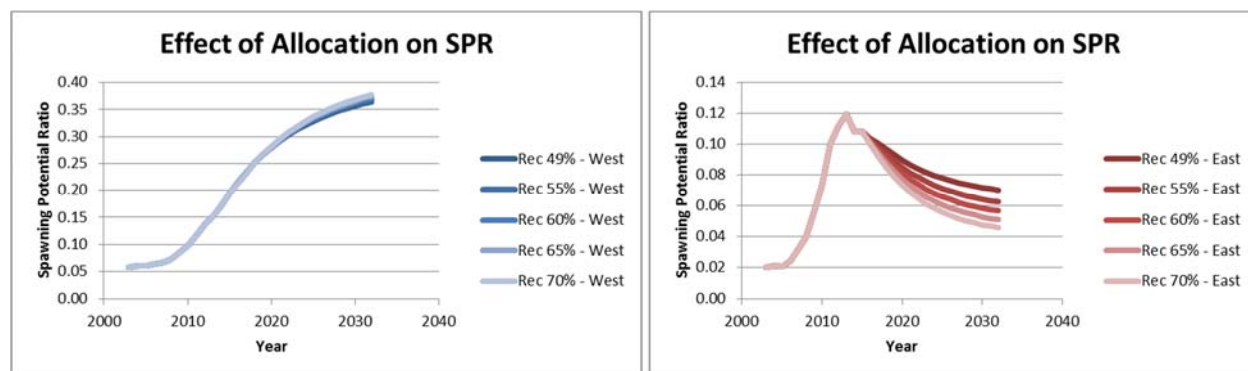 Effect of Allocation on SPR
Spawning Potential Ratio
0.40
0.35
0.30
0.25
0.20
0.15
0.10
0.05
0.00
2000 2010 2020 2030 2040
Year
Rec 49% - West
Rec 55% - West
Rec 60% - West
Rec 65% - West
Rec 70% - West
Effect of Allocation on SPR
Spawning Potential Ratio
0.14
0.12
0.10
0.08
0.06
0.04
0.02
0.00
2000 2010 2020 2030 2040
Year
Rec 49% - East
Rec 55% - East
Rec 60% - East
Rec 65% - East
Rec 70% - East